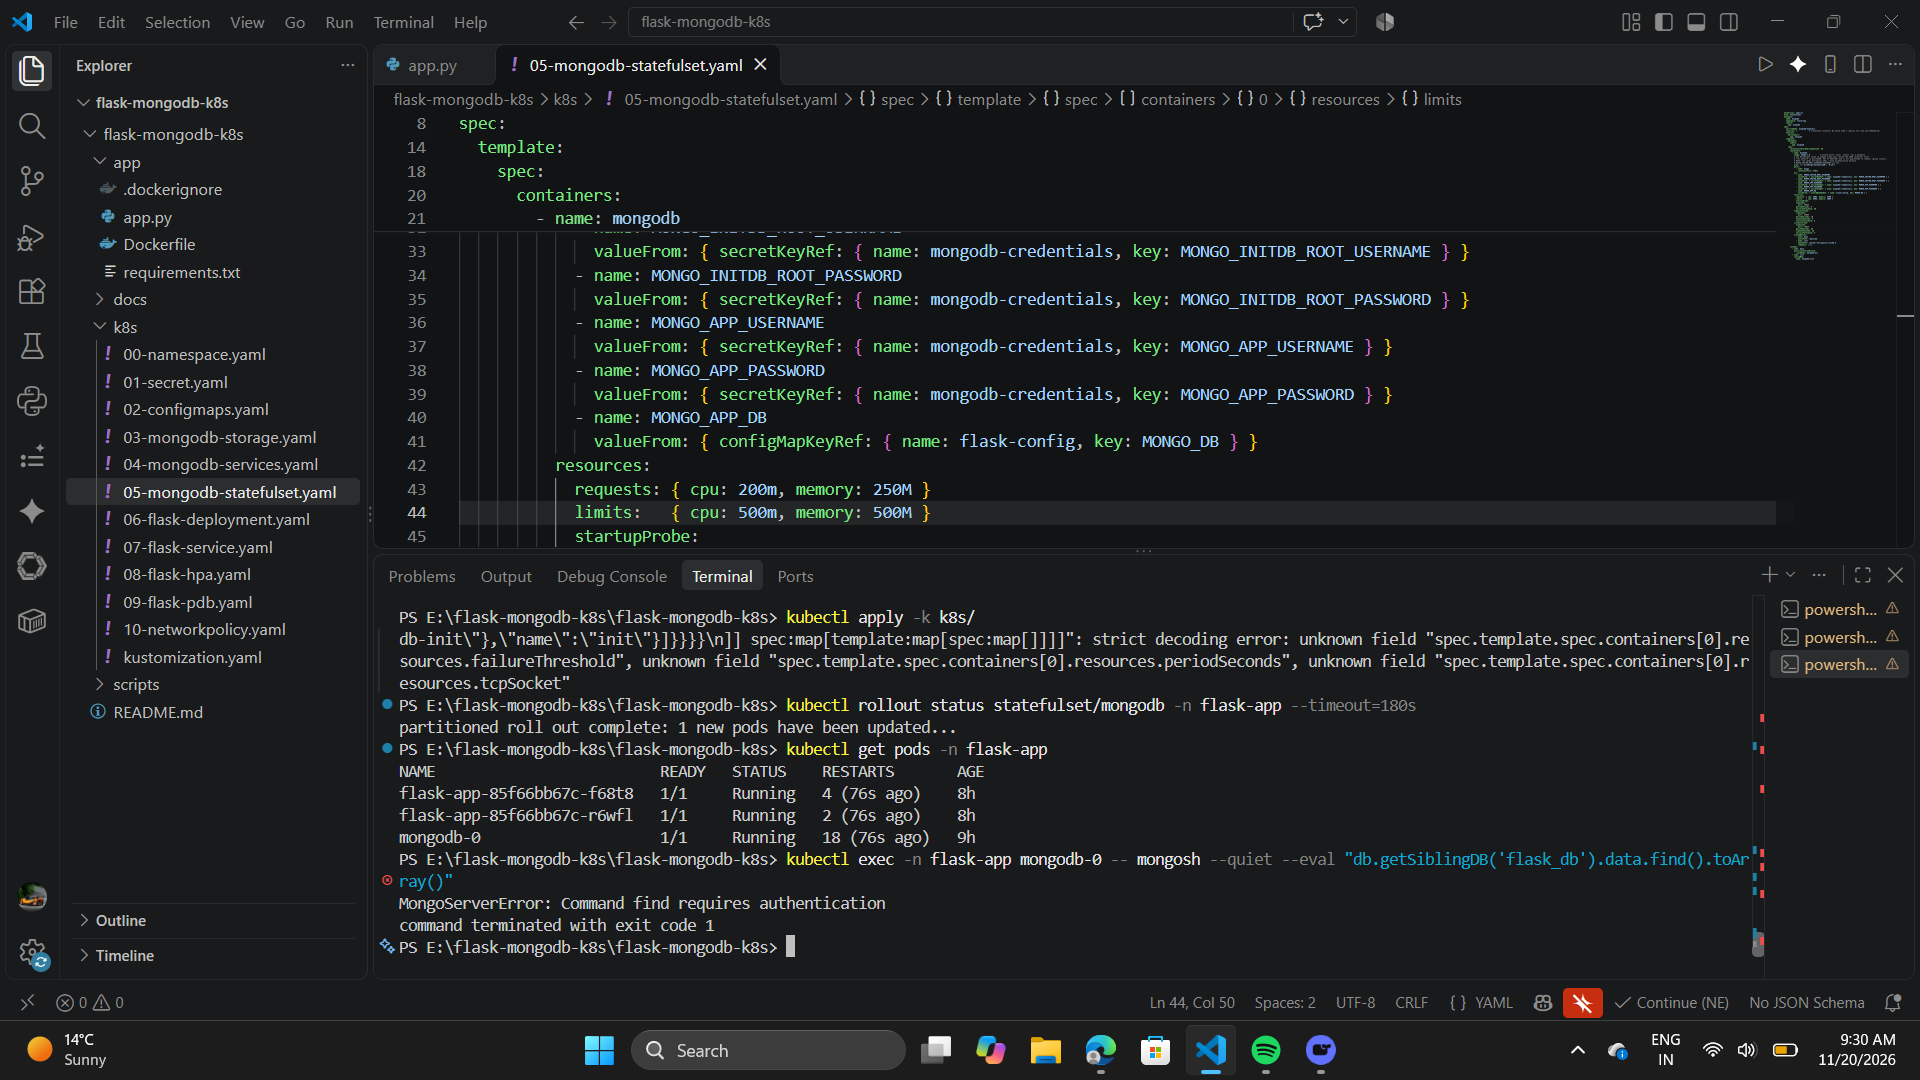 File Edit Selection View Go Run Terminal Help
flask-mongodb-k8s
Explorer
flask-mongodb-k8s
flask-mongodb-k8s
app
.dockerignore
app.py
Dockerfile
requirements.txt
docs
k8s
! 00-namespace.yaml
! 01-secret.yaml
! 02-configmaps.yaml
! 03-mongodb-storage.yaml
! 04-mongodb-services.yaml
! 05-mongodb-statefulset.yaml
! 06-flask-deployment.yaml
! 07-flask-service.yaml
! 08-flask-hpa.yaml
! 09-flask-pdb.yaml
! 10-networkpolicy.yaml
! kustomization.yaml
scripts
README.md
Outline
Timeline
app.py
! 05-mongodb-statefulset.yaml
flask-mongodb-k8s > k8s > ! 05-mongodb-statefulset.yaml > {} spec > {} template > {} spec > [] containers > {} 0 > {} resources > {} limits
8 spec:
14 template:
18 spec:
20 containers:
21 - name: mongodb
33 valueFrom: { secretKeyRef: { name: mongodb-credentials, key: MONGO_INITDB_ROOT_USERNAME } }
34 - name: MONGO_INITDB_ROOT_PASSWORD
35 valueFrom: { secretKeyRef: { name: mongodb-credentials, key: MONGO_INITDB_ROOT_PASSWORD } }
36 - name: MONGO_APP_USERNAME
37 valueFrom: { secretKeyRef: { name: mongodb-credentials, key: MONGO_APP_USERNAME } }
38 - name: MONGO_APP_PASSWORD
39 valueFrom: { secretKeyRef: { name: mongodb-credentials, key: MONGO_APP_PASSWORD } }
40 - name: MONGO_APP_DB
41 valueFrom: { configMapKeyRef: { name: flask-config, key: MONGO_DB } }
42 resources:
43 requests: { cpu: 200m, memory: 250M }
44 limits:   { cpu: 500m, memory: 500M }
45 startupProbe:
Problems Output Debug Console Terminal Ports
PS E:\flask-mongodb-k8s\flask-mongodb-k8s> kubectl apply -k k8s/
db-init\"},\"name\":\"init\"}]}}}}\n]] spec:map[template:map[spec:map[]]]]": strict decoding error: unknown field "spec.template.spec.containers[0].re
sources.failureThreshold", unknown field "spec.template.spec.containers[0].resources.periodSeconds", unknown field "spec.template.spec.containers[0].r
esources.tcpSocket"
PS E:\flask-mongodb-k8s\flask-mongodb-k8s> kubectl rollout status statefulset/mongodb -n flask-app --timeout=180s
partitioned roll out complete: 1 new pods have been updated...
PS E:\flask-mongodb-k8s\flask-mongodb-k8s> kubectl get pods -n flask-app
NAME READY STATUS RESTARTS AGE
flask-app-85f66bb67c-f68t8 1/1 Running 4 (76s ago) 8h
flask-app-85f66bb67c-r6wfl 1/1 Running 2 (76s ago) 8h
mongodb-0 1/1 Running 18 (76s ago) 9h
PS E:\flask-mongodb-k8s\flask-mongodb-k8s> kubectl exec -n flask-app mongodb-0 -- mongosh --quiet --eval "db.getSiblingDB('flask_db').data.find().toAr
ray()"
MongoServerError: Command find requires authentication
command terminated with exit code 1
PS E:\flask-mongodb-k8s\flask-mongodb-k8s>
powersh...
powersh...
powersh...
0 0
Ln 44, Col 50 Spaces: 2 UTF-8 CRLF {} YAML Continue (NE) No JSON Schema
14°C
Sunny
Search
ENG
IN
9:30 AM
11/20/2026